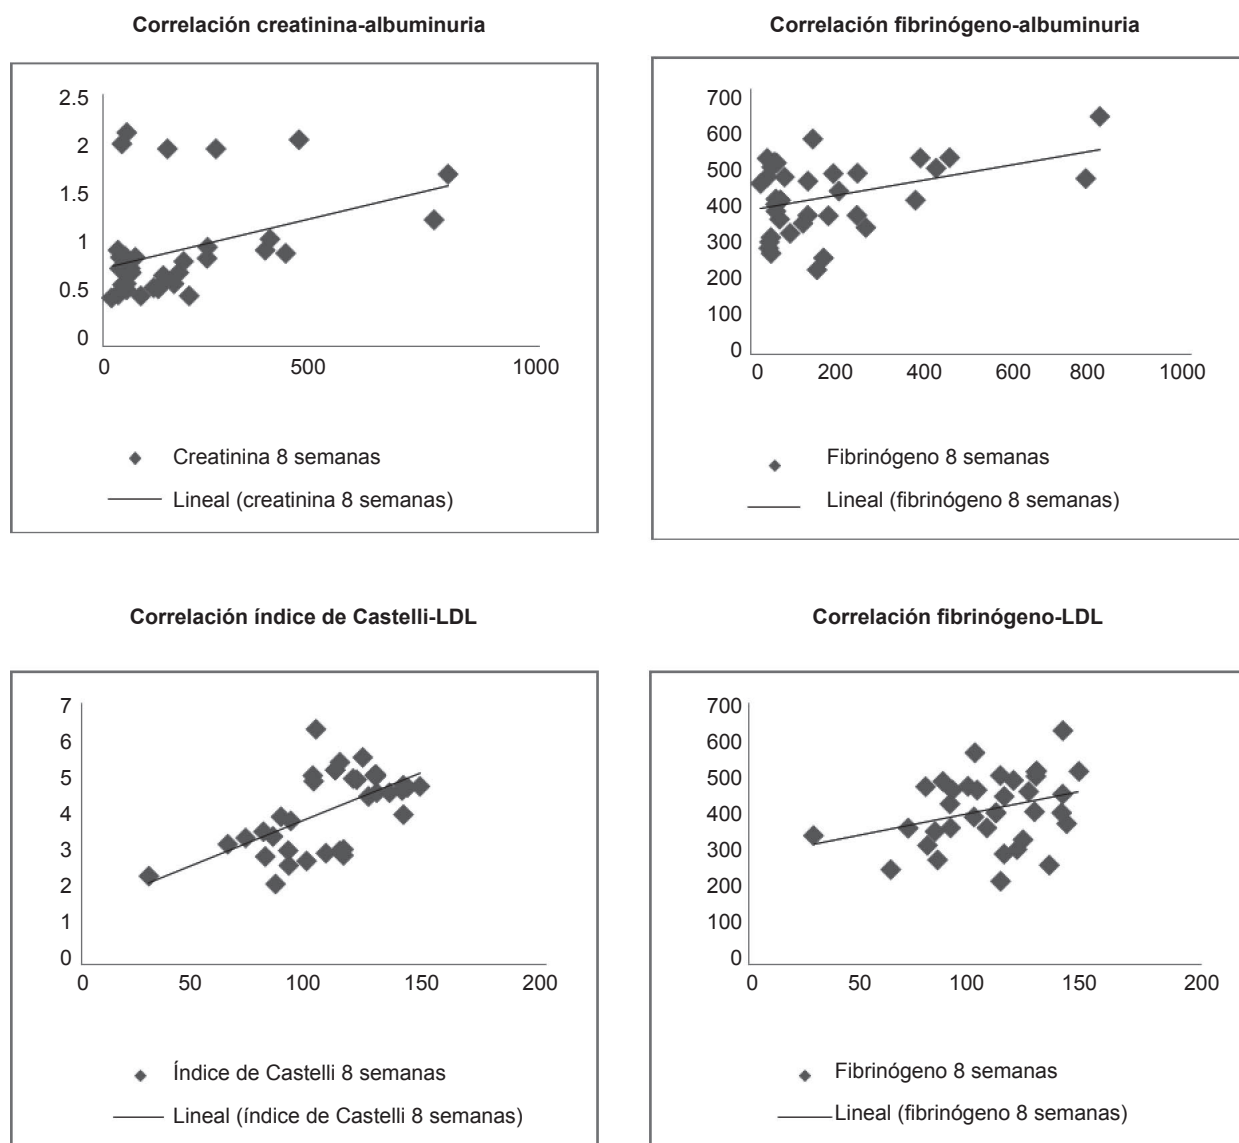 Correlación creatinina-albuminuria
2.5
2
1.5
1
0.5
0
0 500 1000
Creatinina 8 semanas
Lineal (creatinina 8 semanas)
Correlación fibrinógeno-albuminuria
700
600
500
400
300
200
100
0
0 200 400 600 800 1000
Fibrinógeno 8 semanas
Lineal (fibrinógeno 8 semanas)
Correlación índice de Castelli-LDL
7
6
5
4
3
2
1
0
0 50 100 150 200
Índice de Castelli 8 semanas
Lineal (índice de Castelli 8 semanas)
Correlación fibrinógeno-LDL
700
600
500
400
300
200
100
0
0 50 100 150 200
Fibrinógeno 8 semanas
Lineal (fibrinógeno 8 semanas)